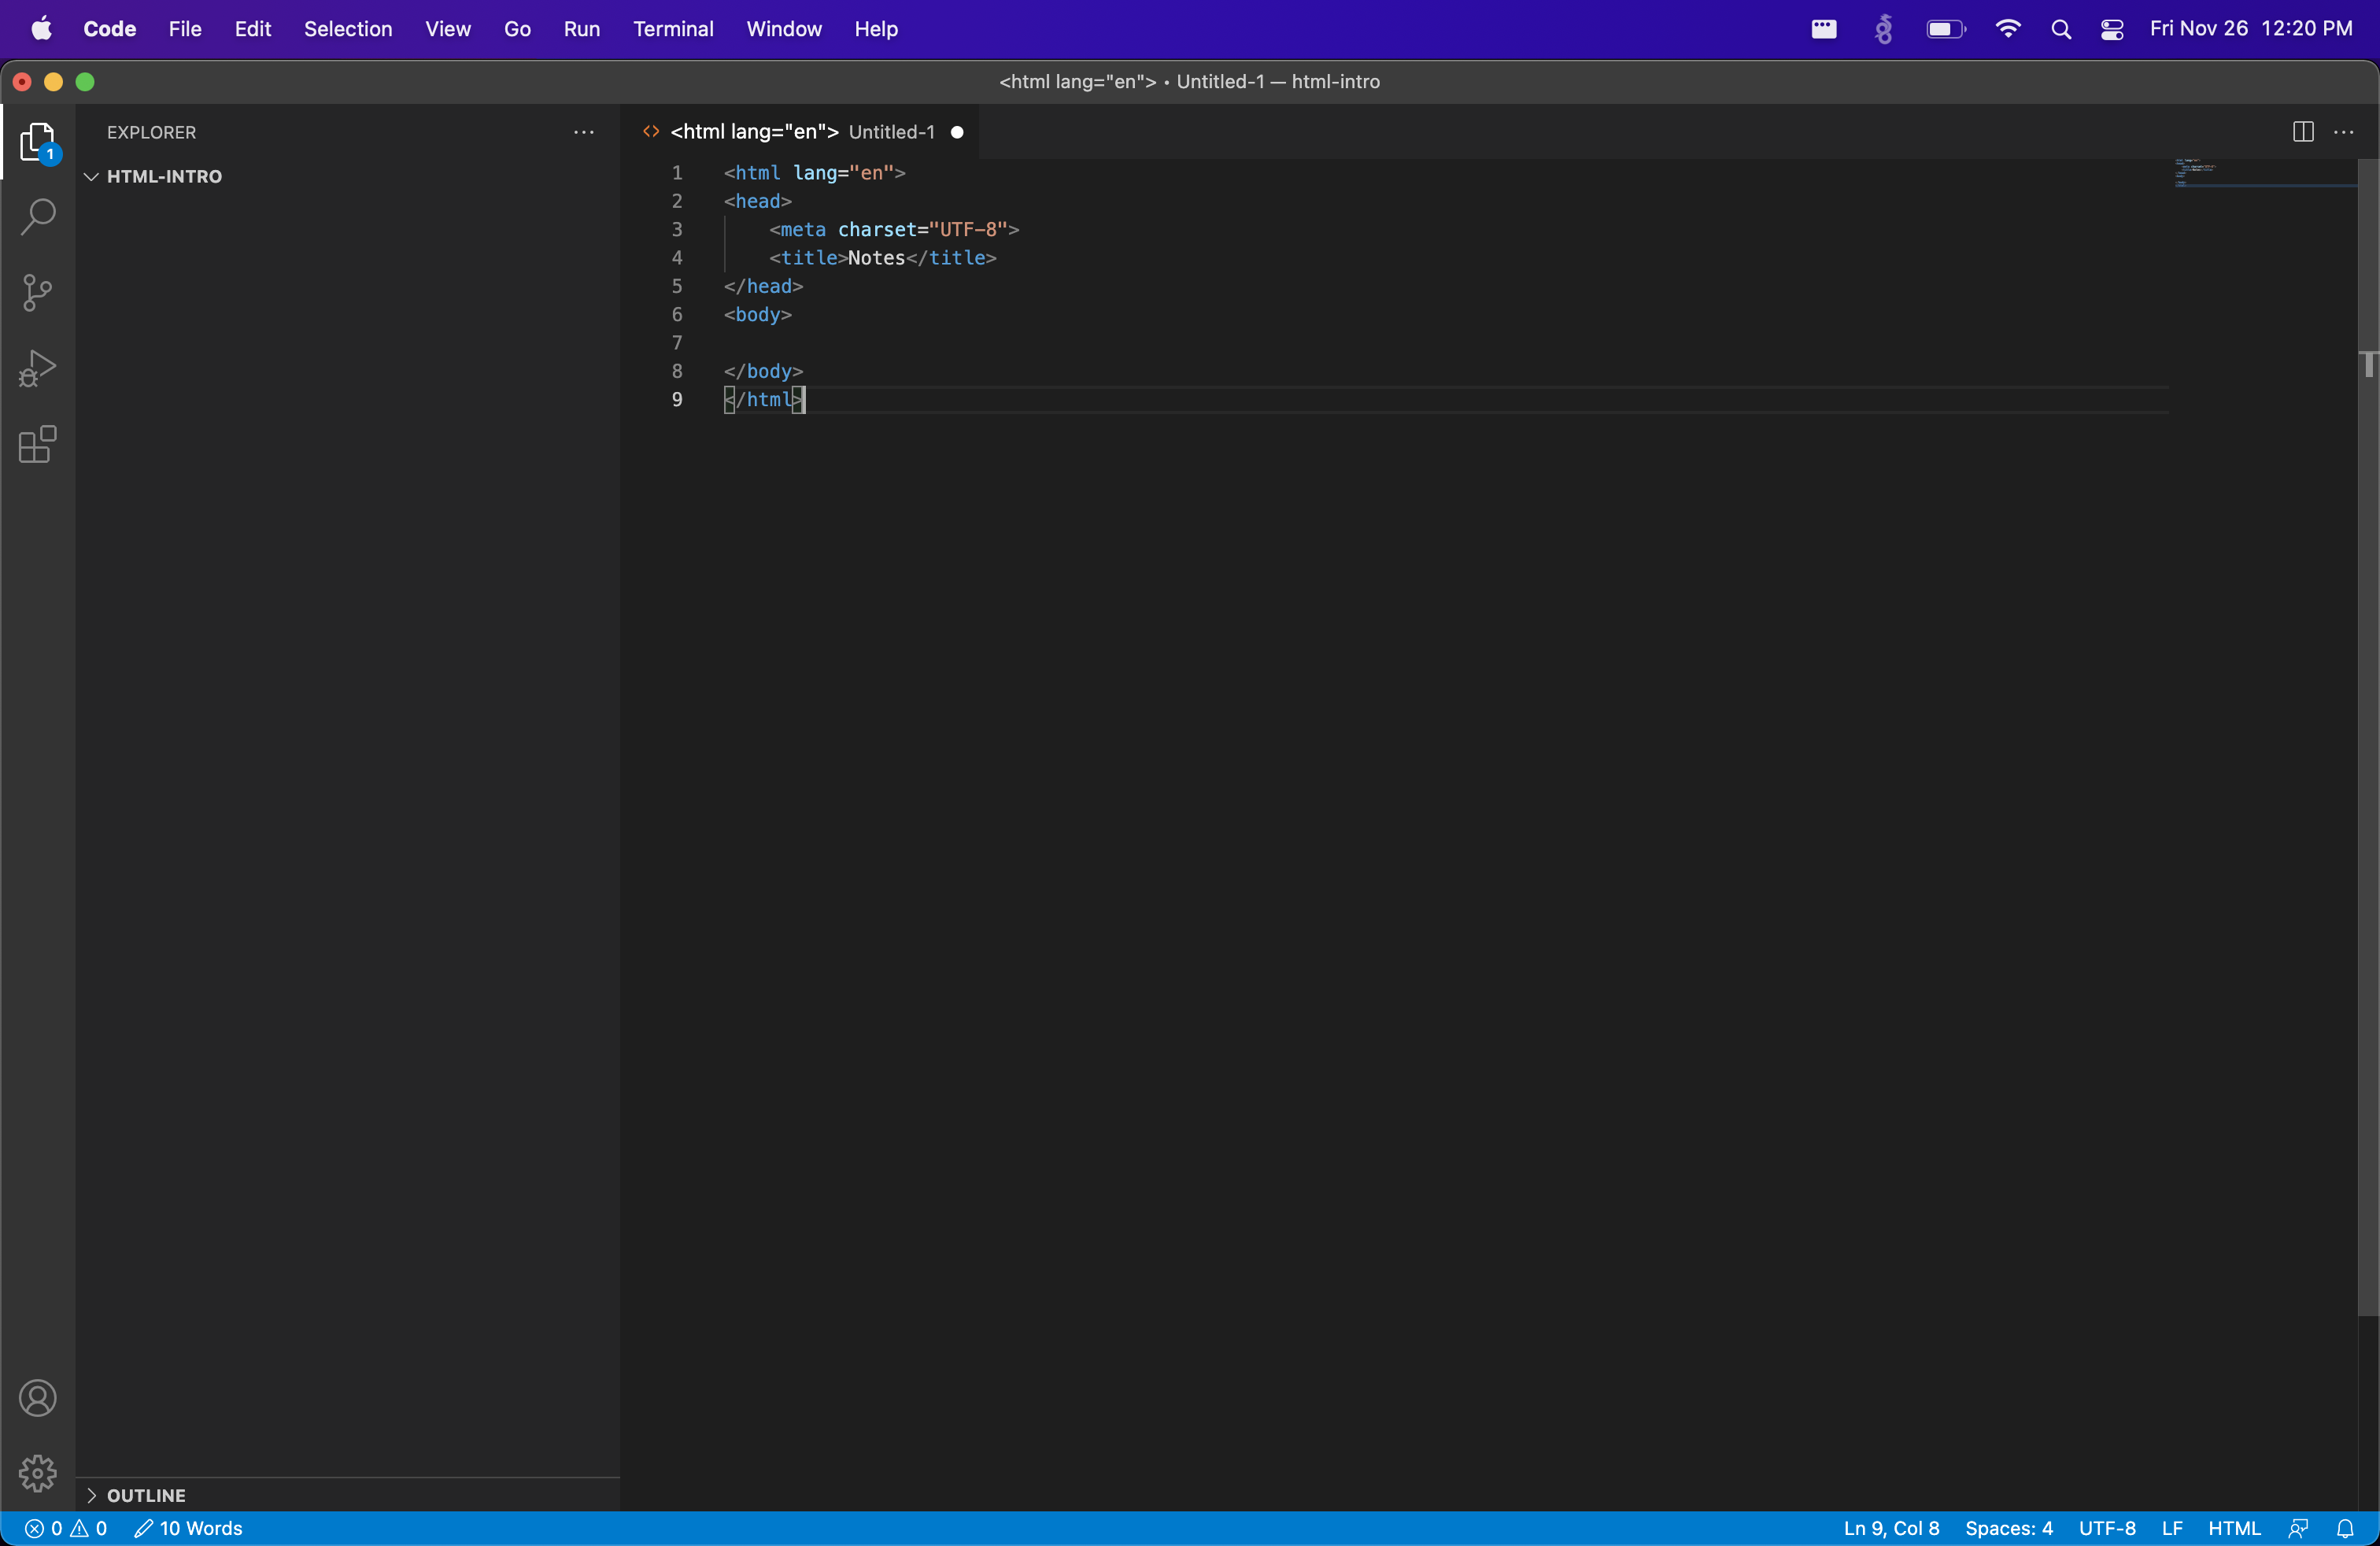 Code File Edit Selection View Go Run Terminal Window Help Fri Nov 26 12:20 PM
<html lang="en"> • Untitled-1 — html-intro
1
EXPLORER
HTML-INTRO
<html lang="en"> Untitled-1
1 <html lang="en">
2 <head>
3     <meta charset="UTF-8">
4     <title>Notes</title>
5 </head>
6 <body>
7
8 </body>
9 </html>
OUTLINE
0 0 10 Words Ln 9, Col 8 Spaces: 4 UTF-8 LF HTML